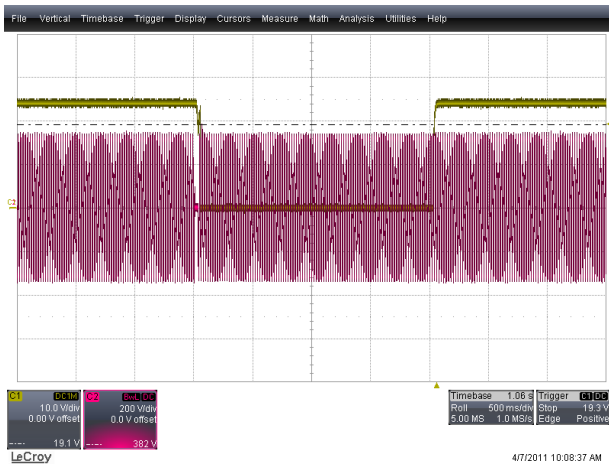 File Vertical Timebase Trigger Display Cursors Measure Math Analysis Utilities Help
C2
C1 DC1M
10.0 V/div
0.00 V offset
19.1 V
C2 BwL DC
200 V/div
0.0 V offset
382 V
Timebase 1.06 s
Roll 500 ms/div
5.00 MS 1.0 MS/s
Trigger C1 DC
Stop 19.3 V
Edge Positive
LeCroy
4/7/2011 10:08:37 AM